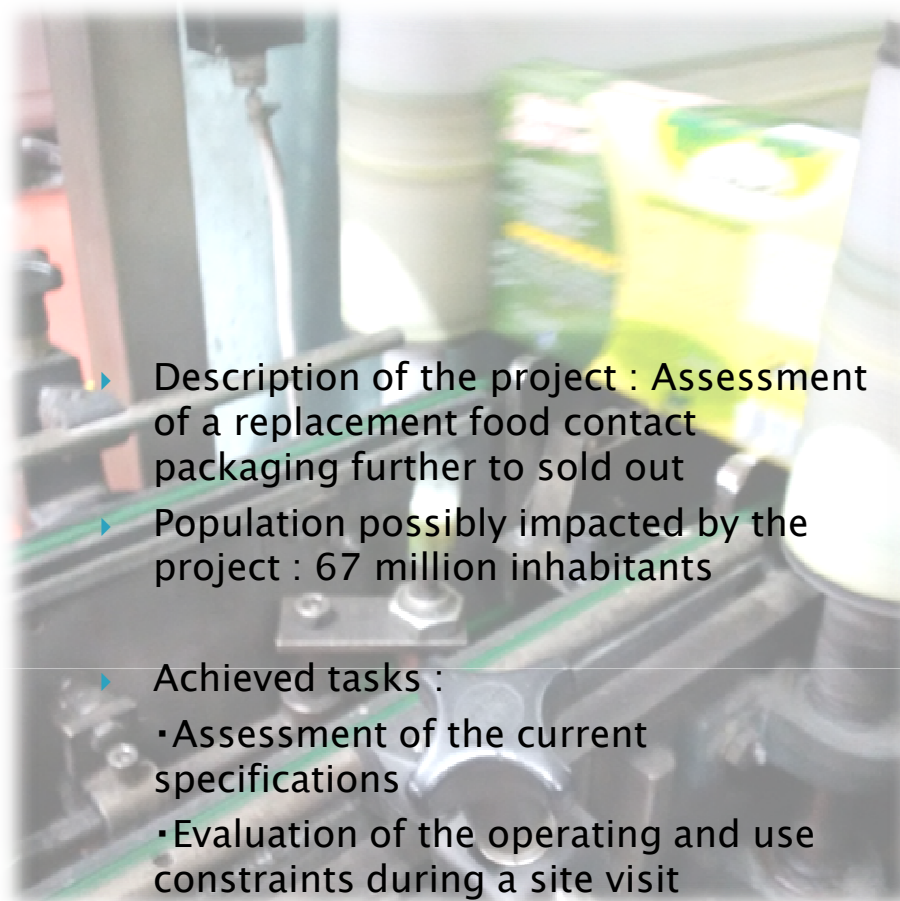 Description of the project : Assessment
of a replacement food contact
packaging further to sold out
Population possibly impacted by the
project : 67 million inhabitants
Achieved tasks :
▪Assessment of the current
specifications
▪Evaluation of the operating and use
constraints during a site visit